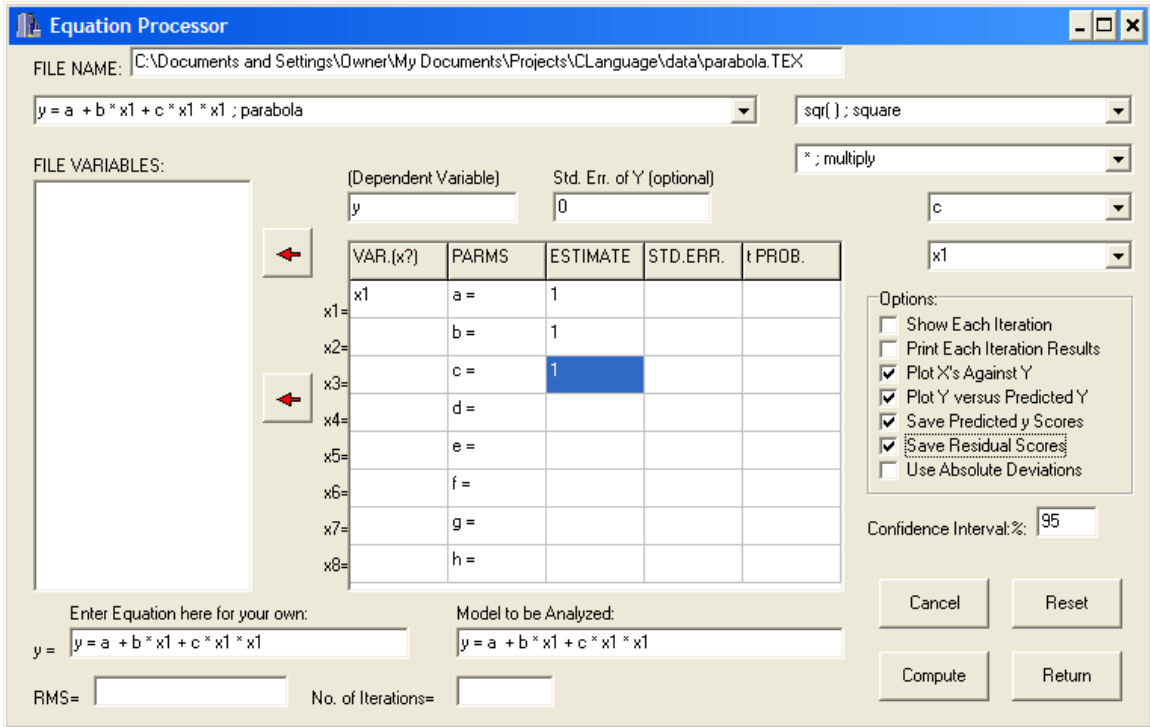 Equation Processor
FILE NAME: C:\Documents and Settings\Owner\My Documents\Projects\CLanguage\data\parabola.TEX
y = a + b * x1 + c * x1 * x1 ; parabola
sqr( ) ; square
* ; multiply
FILE VARIABLES:
(Dependent Variable) Std. Err. of Y (optional)
y 0
c
x1
VAR.(x?) PARMS ESTIMATE STD.ERR. t PROB.
x1= x1 a = 1
x2= b = 1
x3= c = 1
x4= d =
x5= e =
x6= f =
x7= g =
x8= h =
Options:
Show Each Iteration
Print Each Iteration Results
Plot X's Against Y
Plot Y versus Predicted Y
Save Predicted y Scores
Save Residual Scores
Use Absolute Deviations
Confidence Interval:%: 95
Enter Equation here for your own: Model to be Analyzed:
y = y = a + b * x1 + c * x1 * x1 y = a + b * x1 + c * x1 * x1
RMS= No. of Iterations=
Cancel Reset
Compute Return